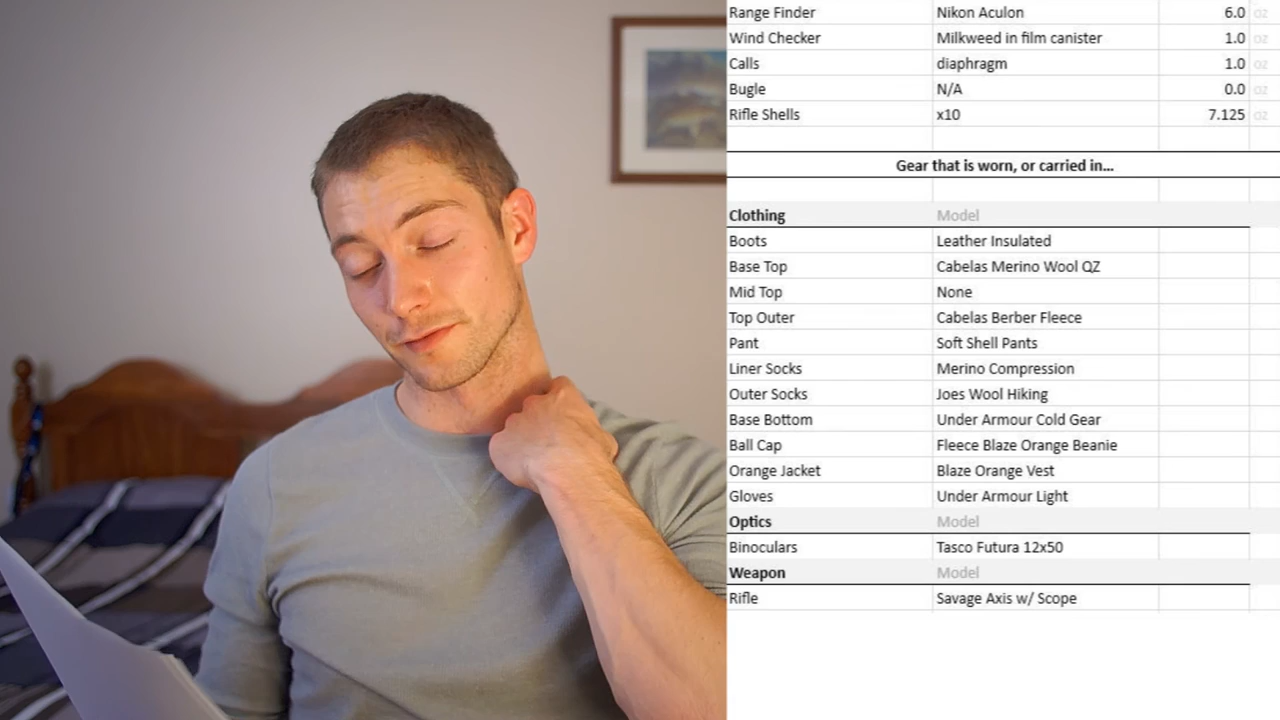 Range Finder Nikon Aculon 6.0 oz
Wind Checker Milkweed in film canister 1.0 oz
Calls diaphragm 1.0 oz
Bugle N/A 0.0 oz
Rifle Shells x10 7.125 oz
Gear that is worn, or carried in...
Clothing Model
Boots Leather Insulated
Base Top Cabelas Merino Wool QZ
Mid Top None
Top Outer Cabelas Berber Fleece
Pant Soft Shell Pants
Liner Socks Merino Compression
Outer Socks Joes Wool Hiking
Base Bottom Under Armour Cold Gear
Ball Cap Fleece Blaze Orange Beanie
Orange Jacket Blaze Orange Vest
Gloves Under Armour Light
Optics Model
Binoculars Tasco Futura 12x50
Weapon Model
Rifle Savage Axis w/ Scope